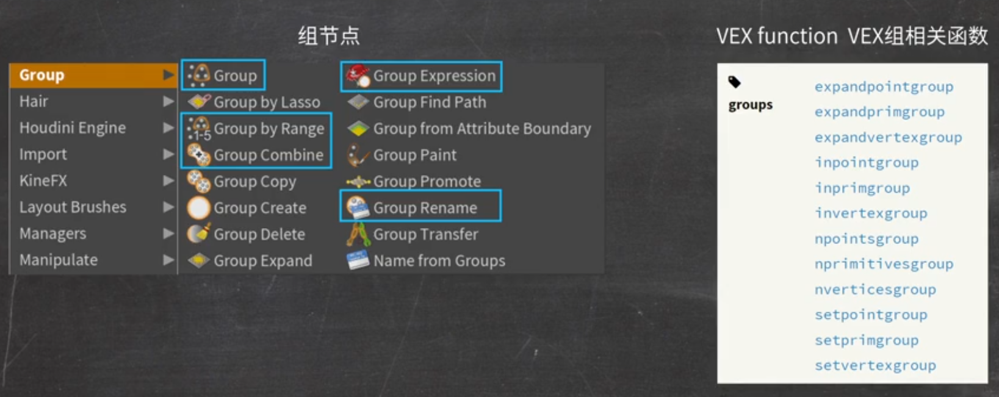 组节点
VEX function VEX组相关函数
Group
Hair
Houdini Engine
Import
KineFX
Layout Brushes
Managers
Manipulate
Group
Group by Lasso
1-5
Group by Range
Group Combine
Group Copy
Group Create
Group Delete
Group Expand
Group Expression
Group Find Path
Group from Attribute Boundary
Group Paint
Group Promote
Group Rename
Group Transfer
Name from Groups
groups
expandpointgroup
expandprimgroup
expandvertexgroup
inpointgroup
inprimgroup
invertexgroup
npointsgroup
nprimitivesgroup
nverticesgroup
setpointgroup
setprimgroup
setvertexgroup